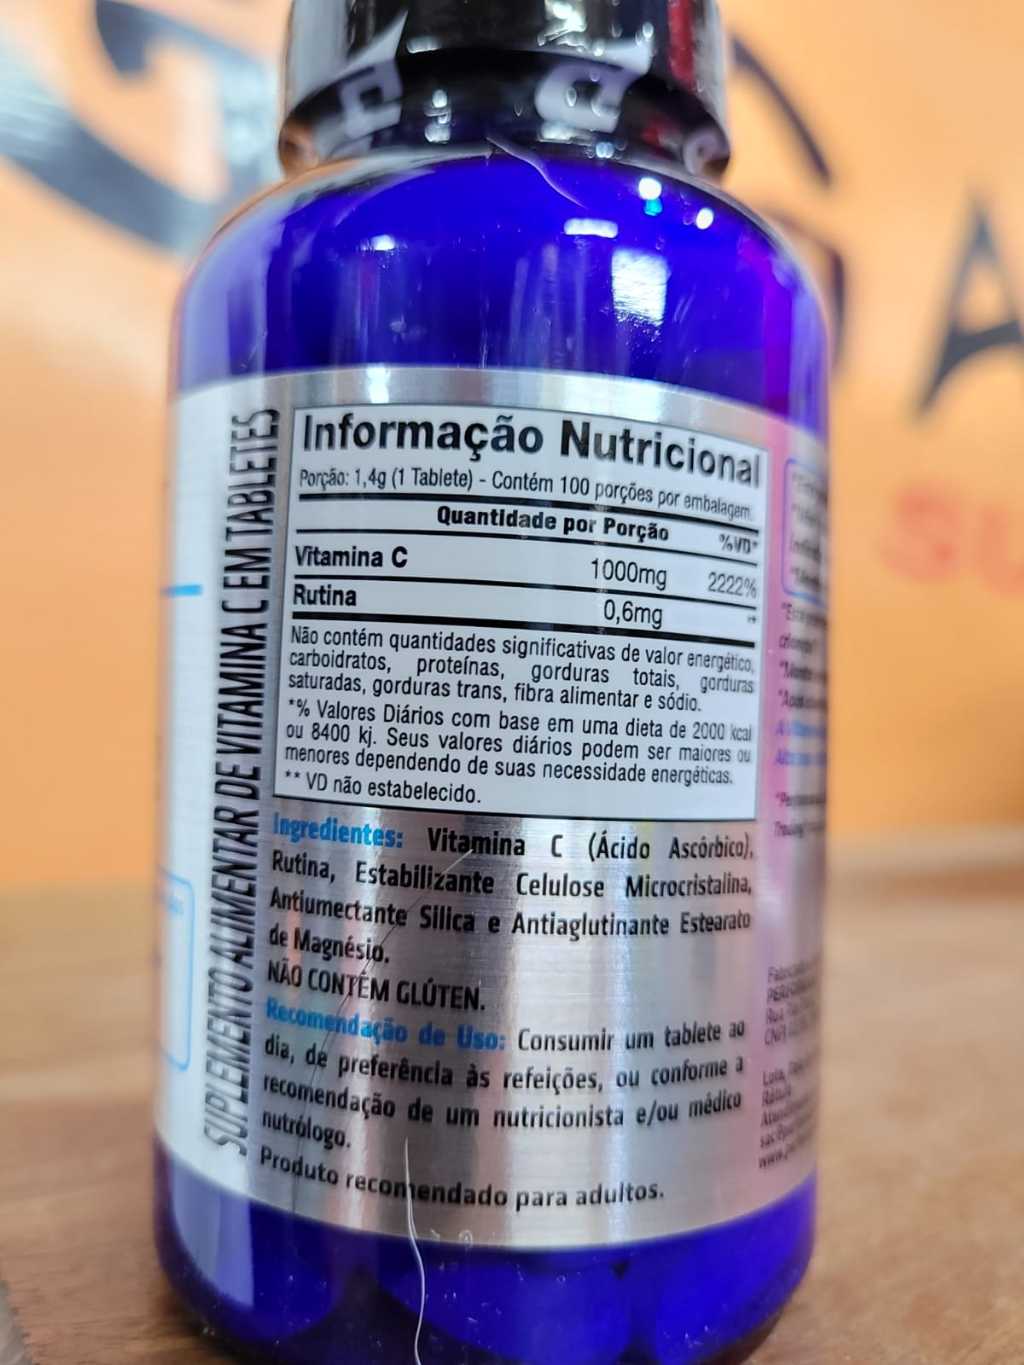 SUPLEMENTO ALIMENTAR DE VITAMINA C EM TABLETES
Informação Nutricional
Porção: 1,4g (1 Tablete) - Contém 100 porções por embalagem.
Quantidade por Porção %VD*
Vitamina C 1000mg 2222%
Rutina 0,6mg **
Não contém quantidades significativas de valor energético,
carboidratos, proteínas, gorduras totais, gorduras
saturadas, gorduras trans, fibra alimentar e sódio.
*% Valores Diários com base em uma dieta de 2000 kcal
ou 8400 kj. Seus valores diários podem ser maiores ou
menores dependendo de suas necessidade energéticas.
** VD não estabelecido.
Ingredientes: Vitamina C (Ácido Ascórbico),
Rutina, Estabilizante Celulose Microcristalina,
Antiumectante Silica e Antiaglutinante Estearato
de Magnésio.
NÃO CONTÉM GLÚTEN.
Recomendação de Uso: Consumir um tablete ao
dia, de preferência às refeições, ou conforme a
recomendação de um nutricionista e/ou médico
nutrólogo.
Produto recomendado para adultos.